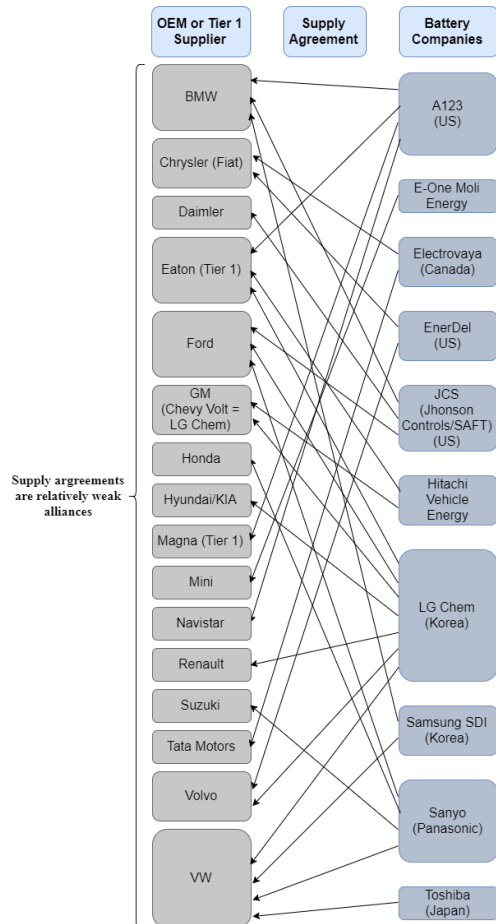 OEM or Tier 1
Supplier
Supply
Agreement
Battery
Companies
Supply argreements
are relatively weak
alliances
BMW
Chrysler (Fiat)
Daimler
Eaton (Tier 1)
Ford
GM
(Chevy Volt =
LG Chem)
Honda
Hyundai/KIA
Magna (Tier 1)
Mini
Navistar
Renault
Suzuki
Tata Motors
Volvo
VW
A123
(US)
E-One Moli
Energy
Electrovaya
(Canada)
EnerDel
(US)
JCS
(Jhonson
Controls/SAFT)
(US)
Hitachi
Vehicle
Energy
LG Chem
(Korea)
Samsung SDI
(Korea)
Sanyo
(Panasonic)
Toshiba
(Japan)